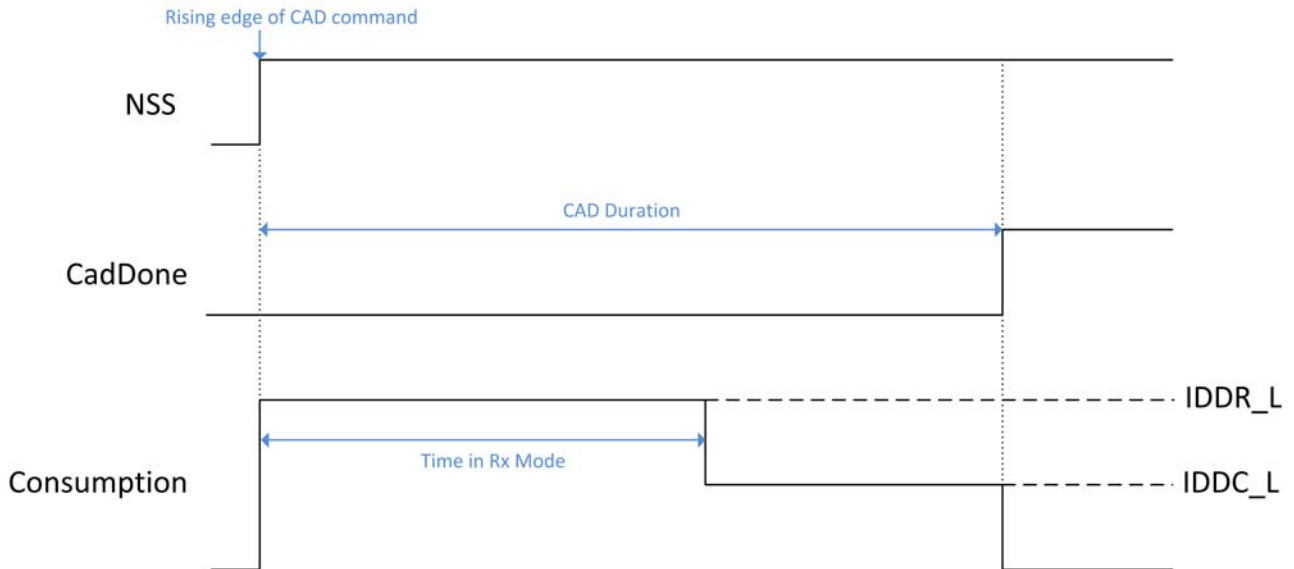 Rising edge of CAD command
NSS
CAD Duration
CadDone
IDDR_L
Time in Rx Mode
Consumption
IDDC_L